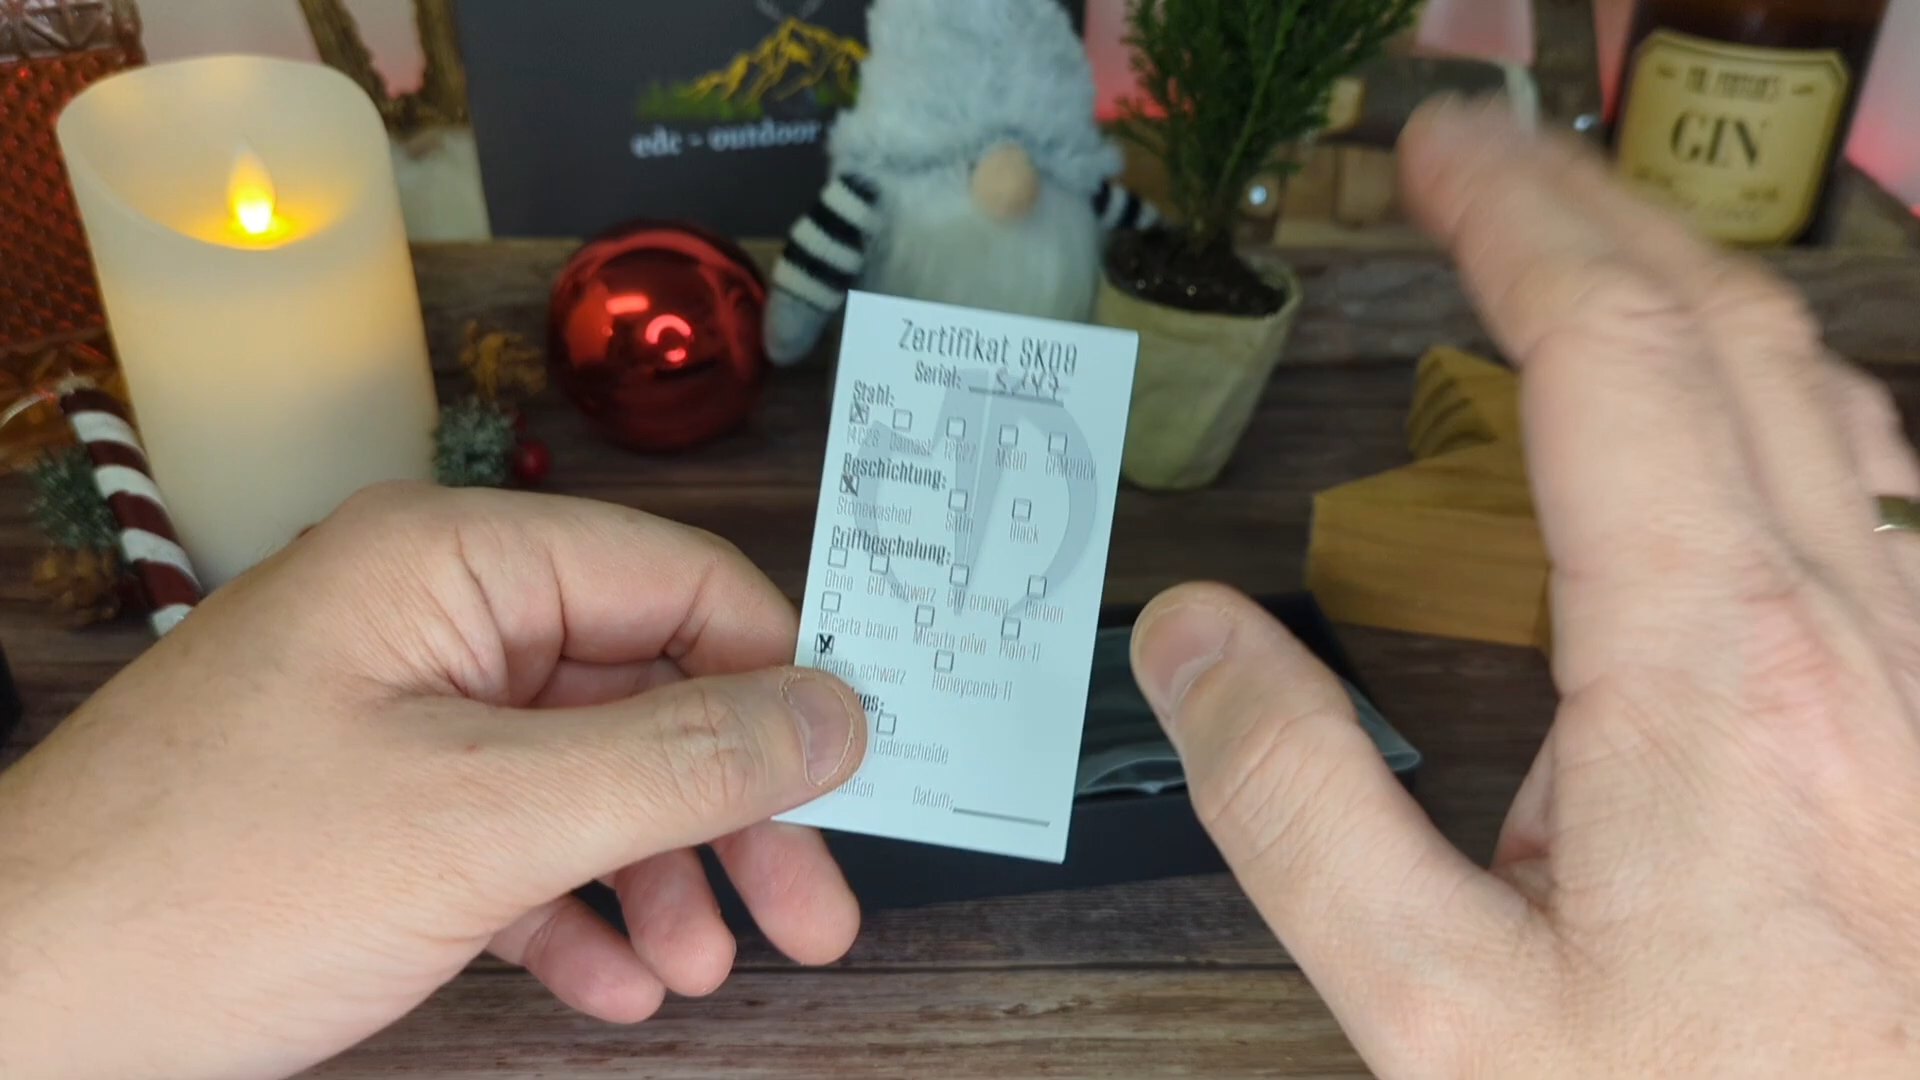 edc - outdoor
GIN
Zertifikat SK08
Serial:
Stahl:
14C28 Damast 12C27 M390 CPM20CV
Beschichtung:
Stonewashed Satin Black
Griffbeschalung:
Ohne G10 schwarz G10 orange Carbon
Micarta braun Micarta olive Plain-Ti
Micarta schwarz Honeycomb-Ti
Lederscheide
Datum: